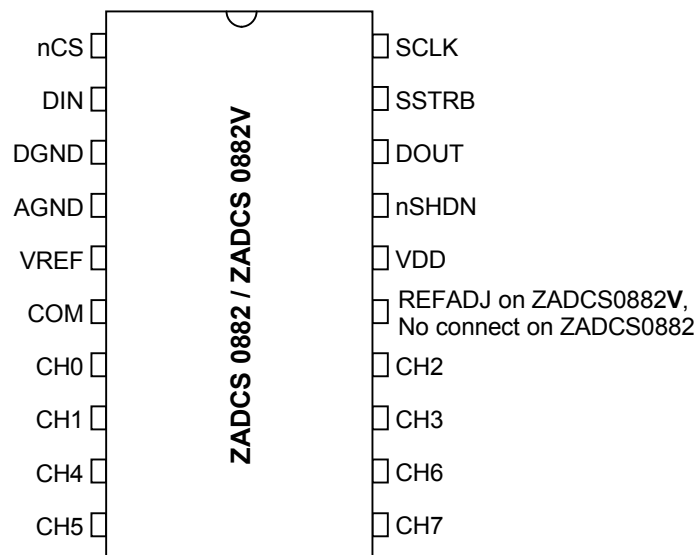 nCS
DIN
DGND
AGND
VREF
COM
CH0
CH1
CH4
CH5
ZADCS 0882 / ZADCS 0882V
SCLK
SSTRB
DOUT
nSHDN
VDD
REFADJ on ZADCS0882V,
No connect on ZADCS0882
CH2
CH3
CH6
CH7